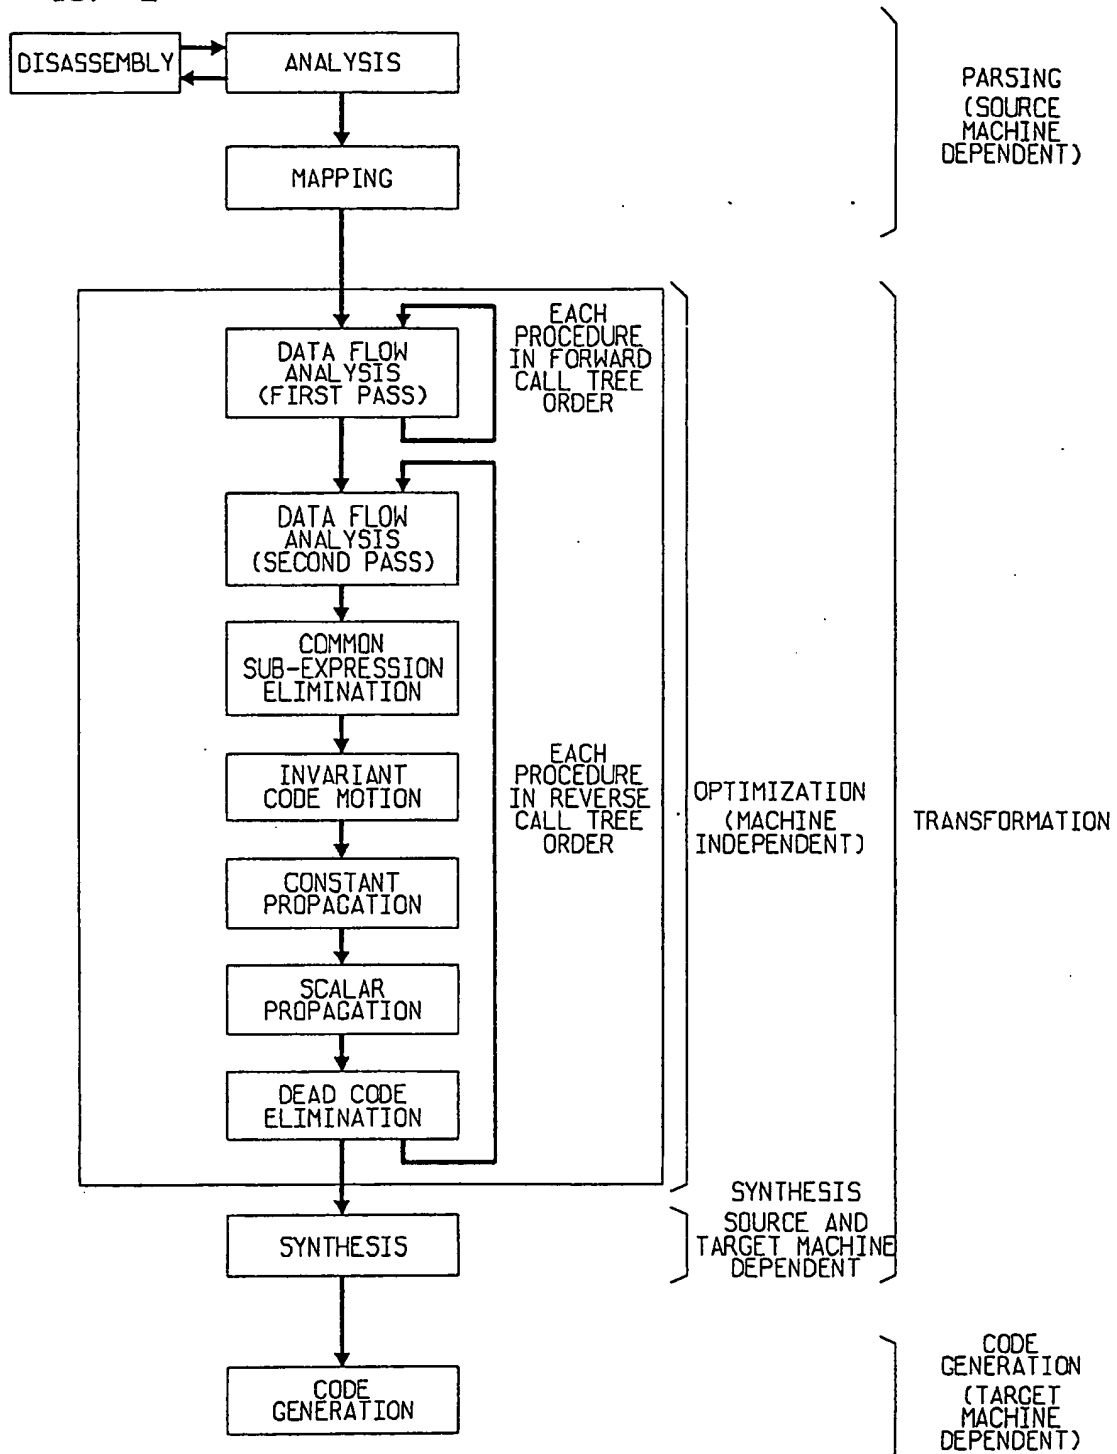 DISASSEMBLY
ANALYSIS
PARSING
(SOURCE
MACHINE
DEPENDENT)
MAPPING
DATA FLOW
ANALYSIS
(FIRST PASS)
EACH
PROCEDURE
IN FORWARD
CALL TREE
ORDER
DATA FLOW
ANALYSIS
(SECOND PASS)
COMMON
SUB-EXPRESSION
ELIMINATION
INVARIANT
CODE MOTION
EACH
PROCEDURE
IN REVERSE
CALL TREE
ORDER
OPTIMIZATION
(MACHINE
INDEPENDENT)
TRANSFORMATION
CONSTANT
PROPAGATION
SCALAR
PROPAGATION
DEAD CODE
ELIMINATION
SYNTHESIS
SYNTHESIS
SOURCE AND
TARGET MACHINE
DEPENDENT
CODE
GENERATION
CODE
GENERATION
(TARGET
MACHINE
DEPENDENT)